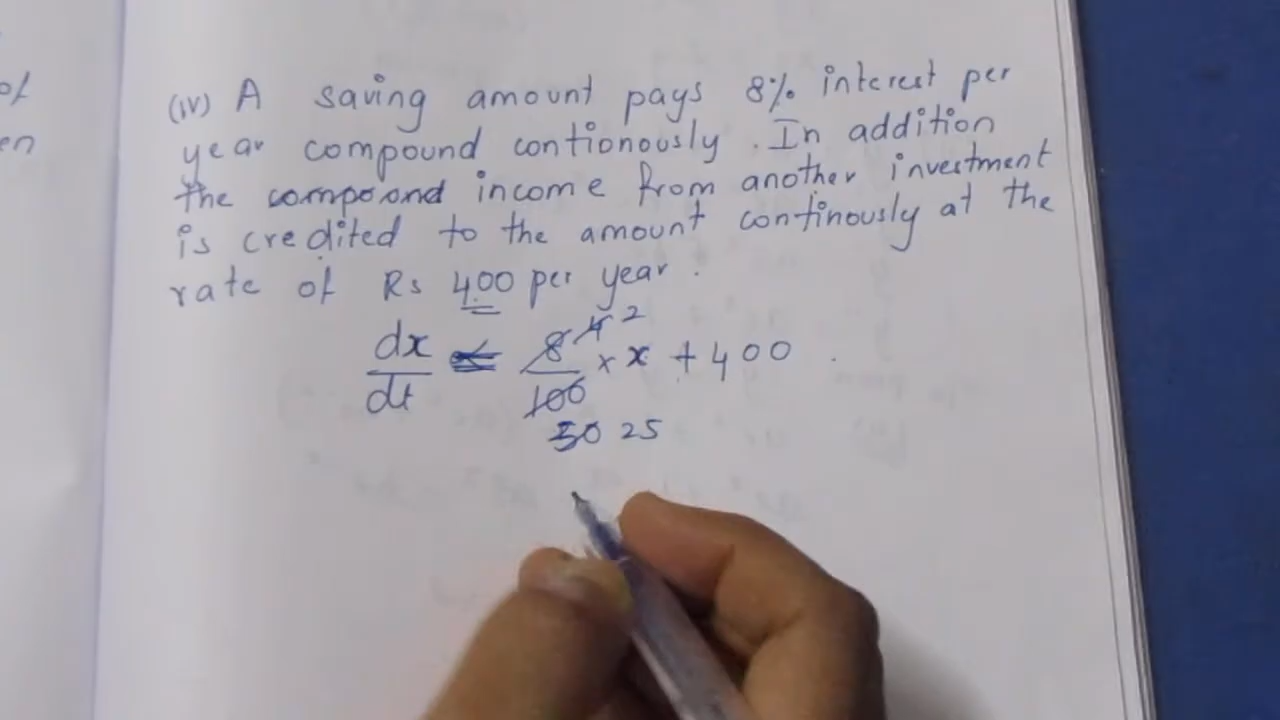 of
en
(iv) A saving amount pays 8% interest per
year compound contionously. In addition
the compound income from another investment
is credited to the amount continously at the
rate of Rs 400 per year.
dx/dt = 8/100 × x + 400
4 2
50 25